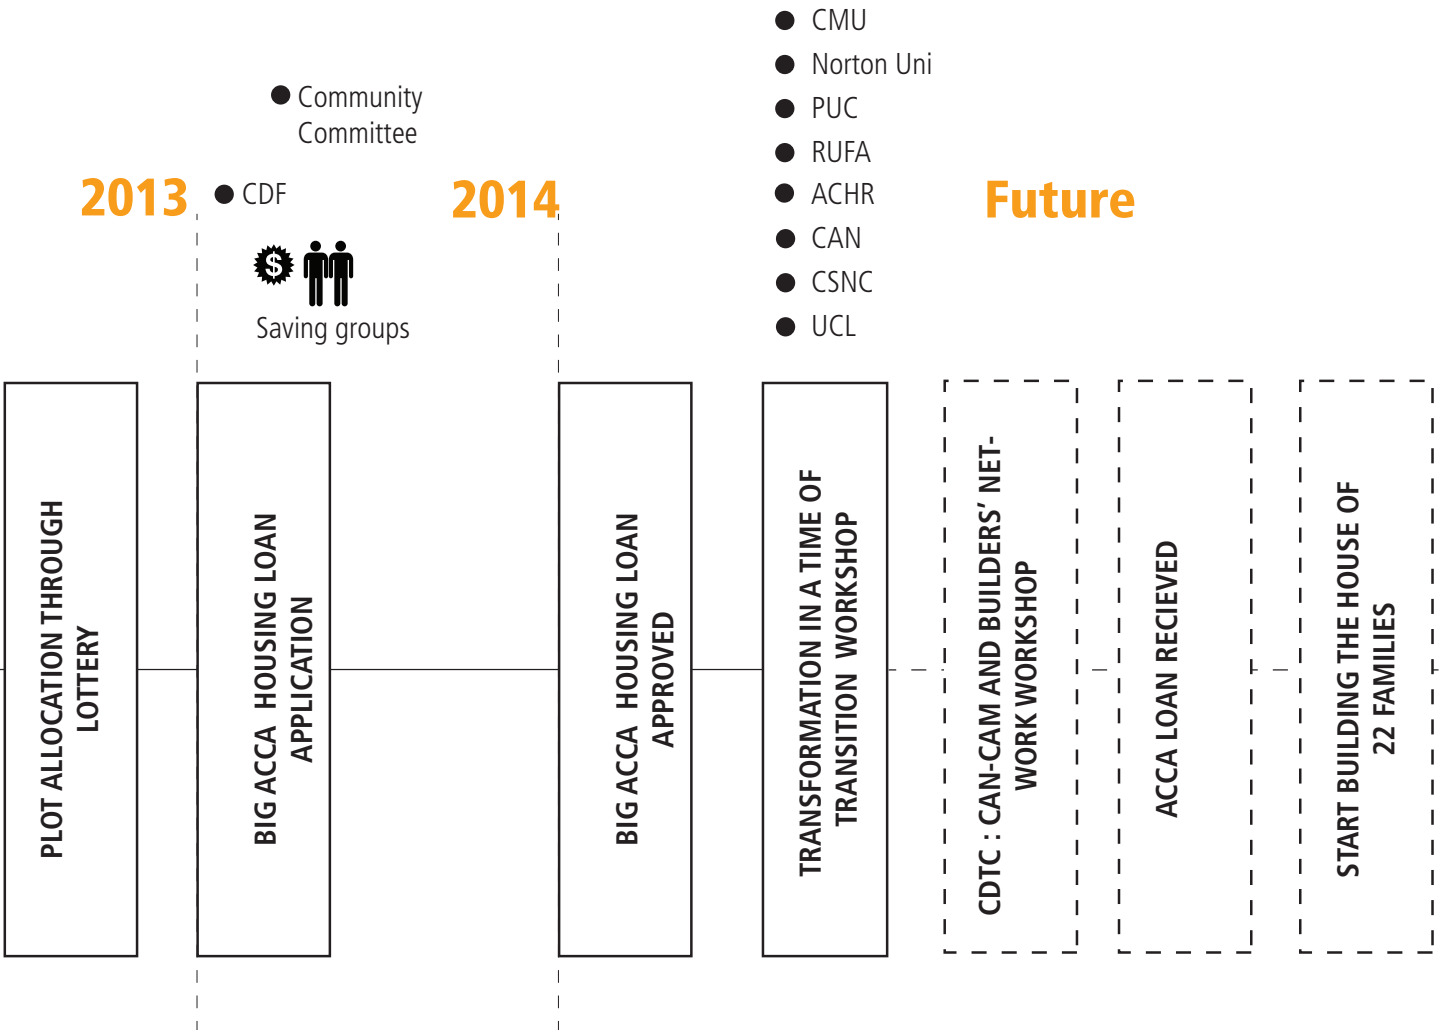 CMU
Norton Uni
PUC
RUFA
ACHR
CAN
CSNC
UCL
Community
Committee
2013
CDF
2014
Future
$
Saving groups
PLOT ALLOCATION THROUGH
LOTTERY
BIG ACCA HOUSING LOAN
APPLICATION
BIG ACCA HOUSING LOAN
APPROVED
TRANSFORMATION IN A TIME OF
TRANSITION WORKSHOP
CDTC : CAN-CAM AND BUILDERS’ NET-
WORK WORKSHOP
ACCA LOAN RECIEVED
START BUILDING THE HOUSE OF
22 FAMILIES